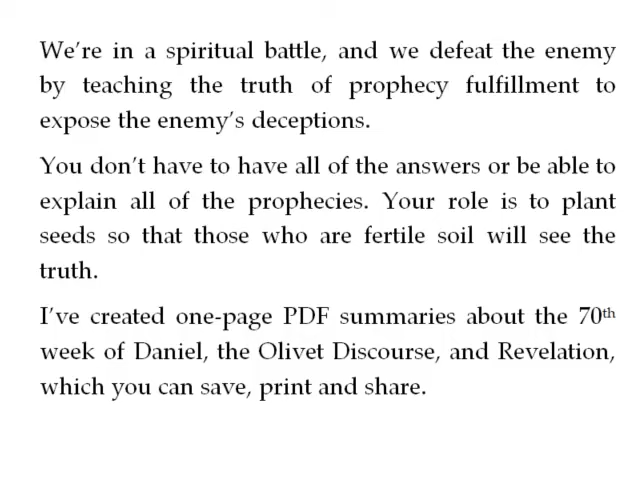 We're in a spiritual battle, and we defeat the enemy
by teaching the truth of prophecy fulfillment to
expose the enemy's deceptions.
You don't have to have all of the answers or be able to
explain all of the prophecies. Your role is to plant
seeds so that those who are fertile soil will see the
truth.
I've created one-page PDF summaries about the 70th
week of Daniel, the Olivet Discourse, and Revelation,
which you can save, print and share.